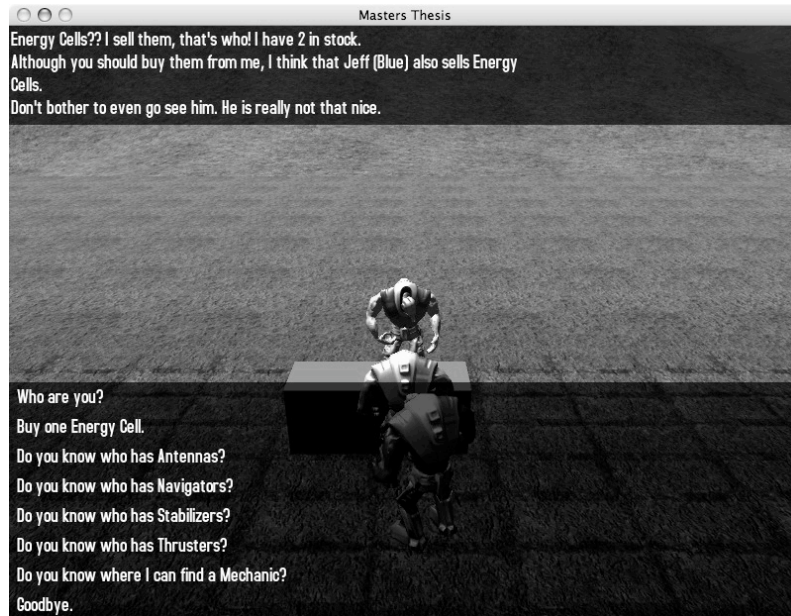 Masters Thesis
Energy Cells?? I sell them, that's who! I have 2 in stock.
Although you should buy them from me, I think that Jeff (Blue) also sells Energy
Cells.
Don't bother to even go see him. He is really not that nice.
Who are you?
Buy one Energy Cell.
Do you know who has Antennas?
Do you know who has Navigators?
Do you know who has Stabilizers?
Do you know who has Thrusters?
Do you know where I can find a Mechanic?
Goodbye.